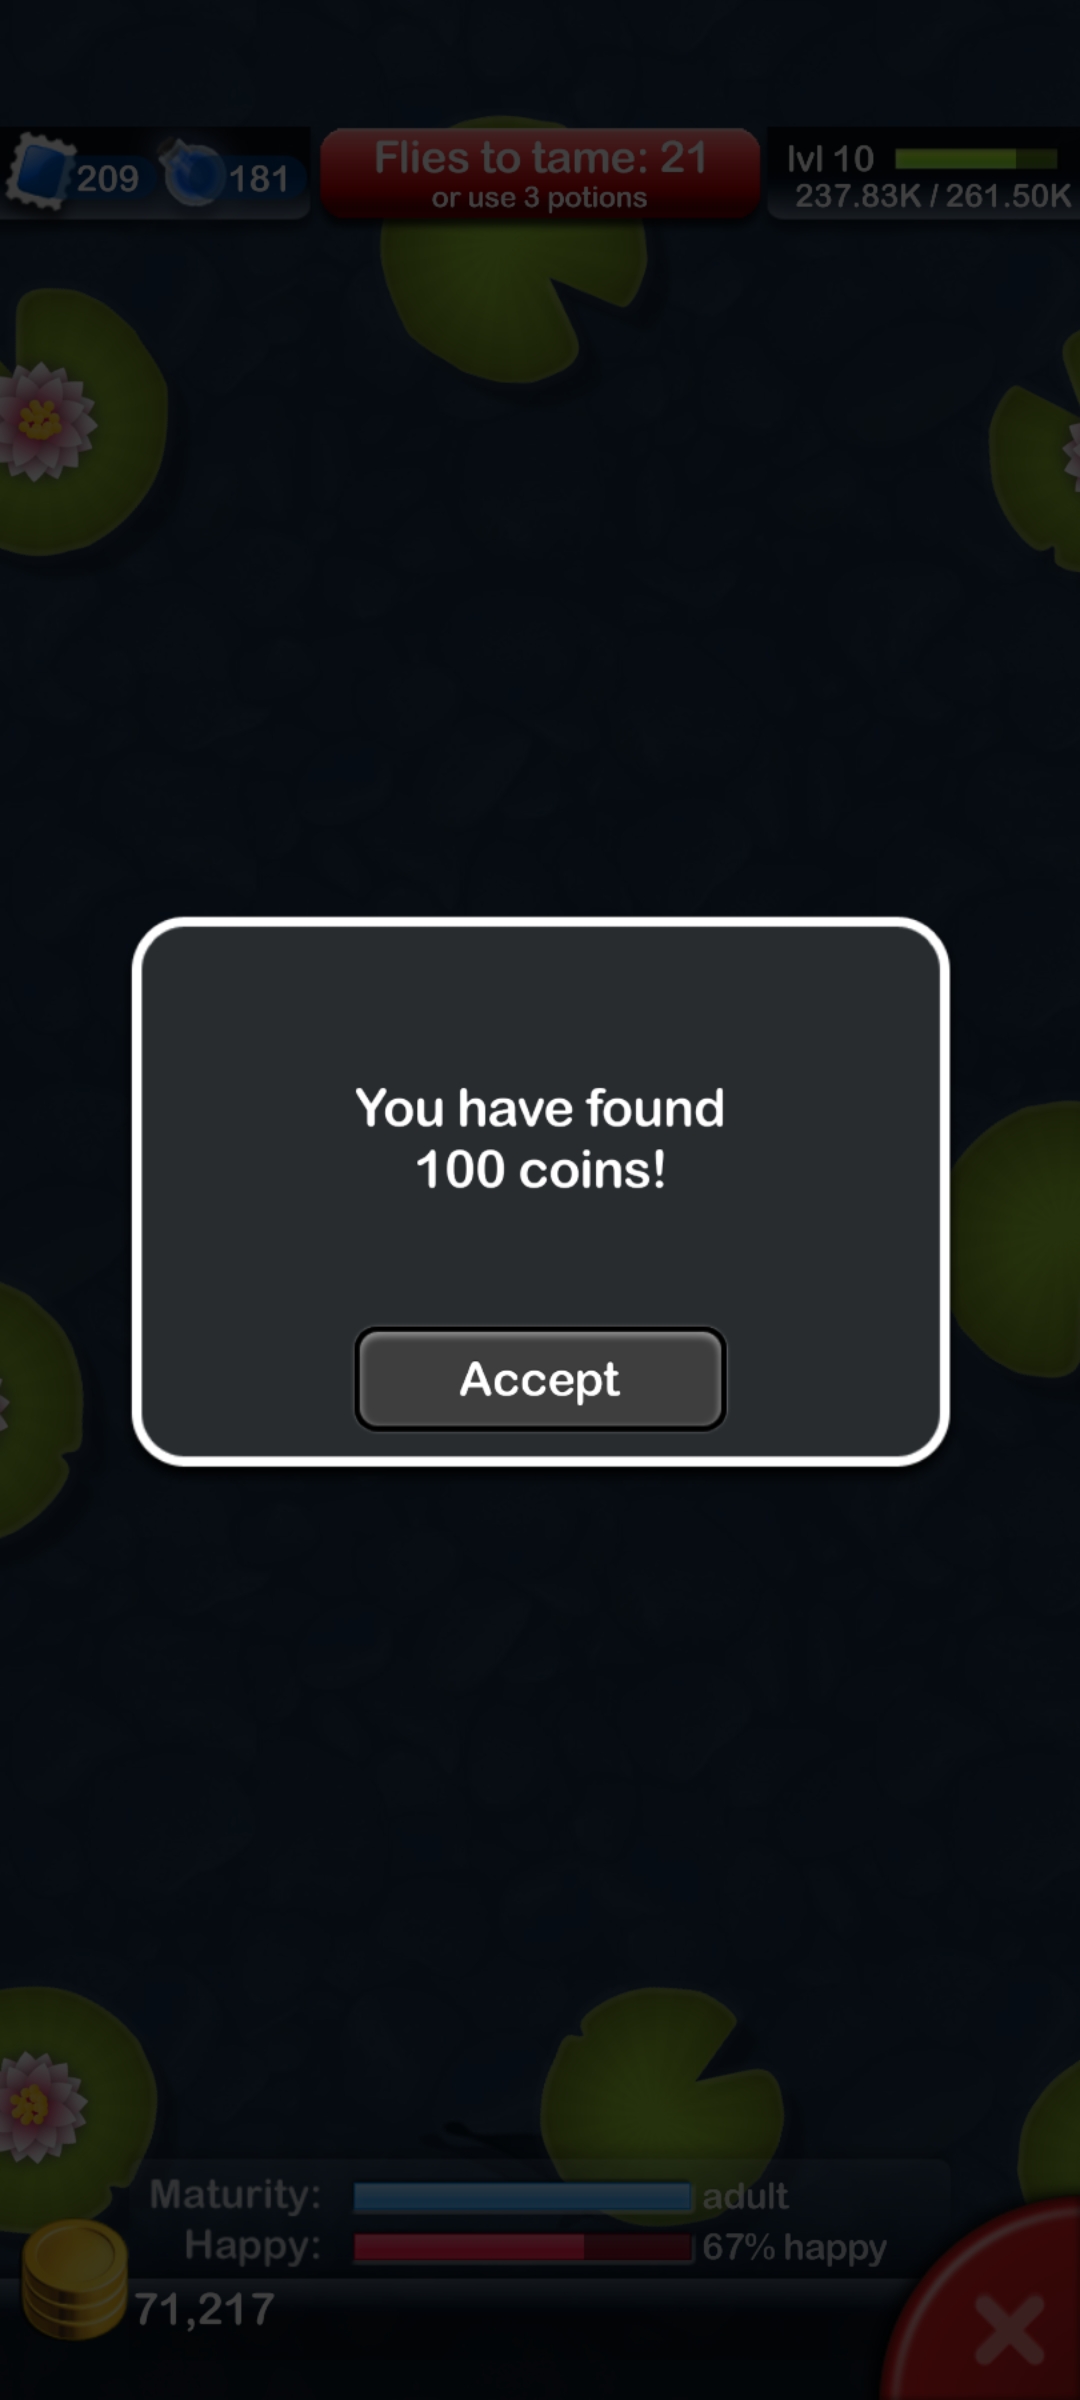 209
181
Flies to tame: 21
or use 3 potions
lvl 10
237.83K / 261.50K
You have found
100 coins!
Accept
Maturity:
adult
Happy:
67% happy
71,217